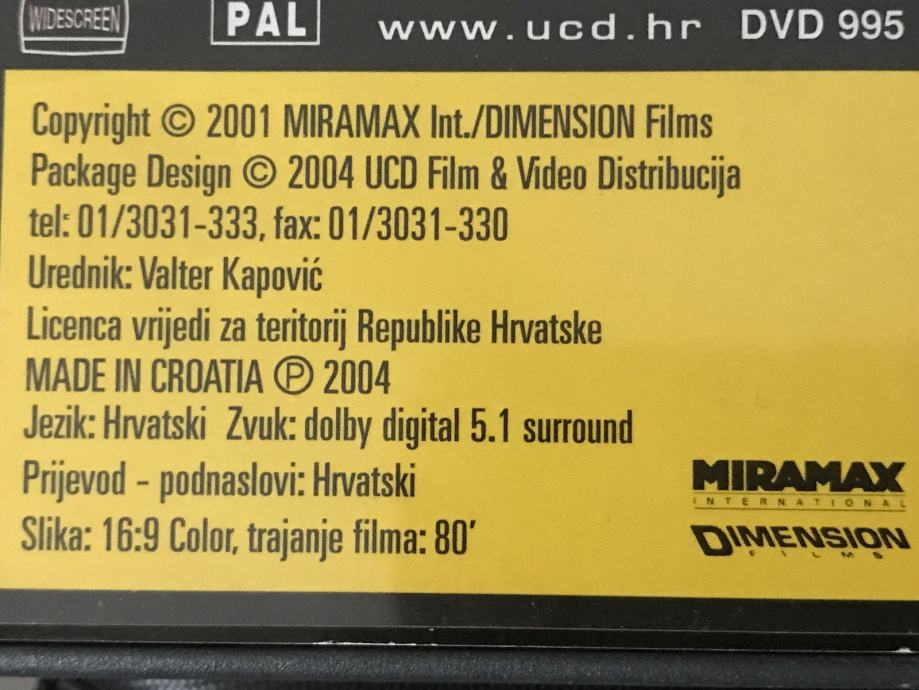 WIDESCREEN PAL www.ucd.hr DVD 995
Copyright © 2001 MIRAMAX Int./DIMENSION Films
Package Design © 2004 UCD Film & Video Distribucija
tel: 01/3031-333, fax: 01/3031-330
Urednik: Valter Kapović
Licenca vrijedi za teritorij Republike Hrvatske
MADE IN CROATIA ℗ 2004
Jezik: Hrvatski Zvuk: dolby digital 5.1 surround
Prijevod - podnaslovi: Hrvatski
Slika: 16:9 Color, trajanje filma: 80'
MIRAMAX
INTERNATIONAL
DIMENSION
FILMS